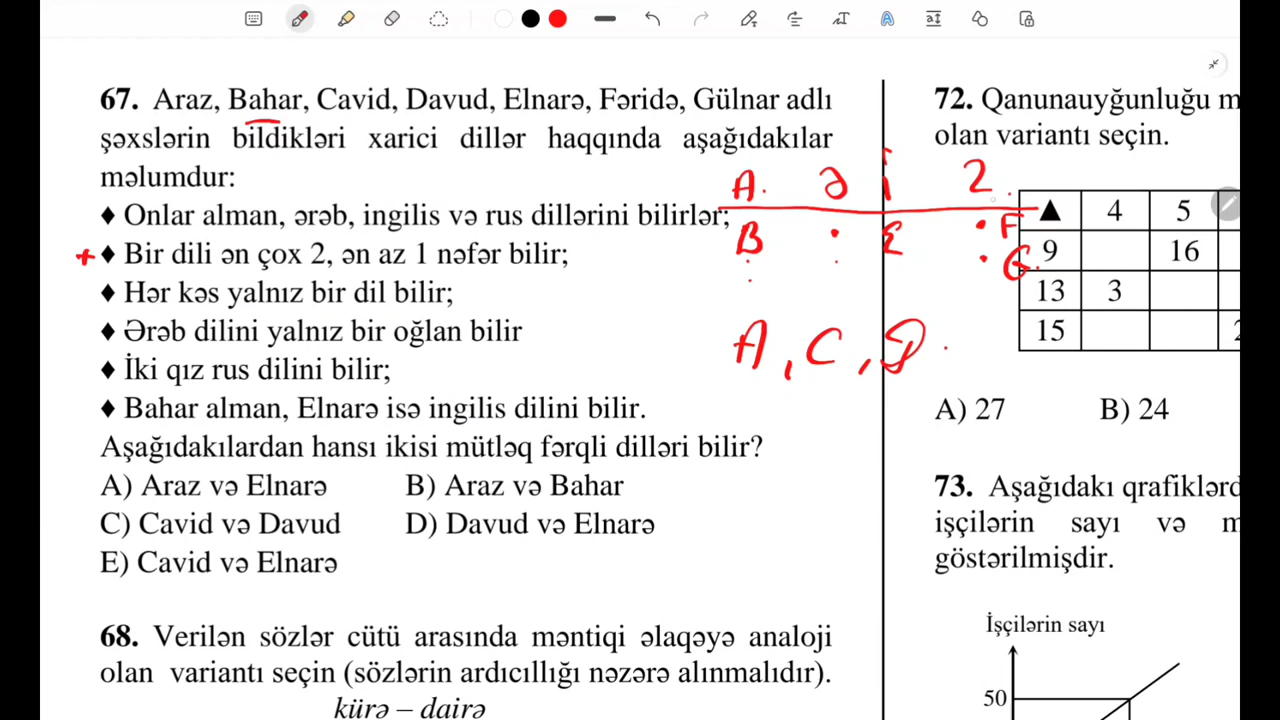 67. Araz, Bahar, Cavid, Davud, Elnarə, Fəridə, Gülnar adlı
şəxslərin bildikləri xarici dillər haqqında aşağıdakılar
məlumdur:
♦ Onlar alman, ərəb, ingilis və rus dillərini bilirlər;
+ ♦ Bir dili ən çox 2, ən az 1 nəfər bilir;
♦ Hər kəs yalnız bir dil bilir;
♦ Ərəb dilini yalnız bir oğlan bilir
♦ İki qız rus dilini bilir;
♦ Bahar alman, Elnarə isə ingilis dilini bilir.
Aşağıdakılardan hansı ikisi mütləq fərqli dilləri bilir?
A) Araz və Elnarə B) Araz və Bahar
C) Cavid və Davud D) Davud və Elnarə
E) Cavid və Elnarə
68. Verilən sözlər cütü arasında məntiqi əlaqəyə analoji
olan variantı seçin (sözlərin ardıcıllığı nəzərə alınmalıdır).
kürə – dairə
A. Ə İ 2
B E F
G
A, C, D
72. Qanunauyğunluğu m
olan variantı seçin.
▲ 4 5
9 16
13 3
15 2
A) 27 B) 24
73. Aşağıdakı qrafiklərd
işçilərin sayı və m
göstərilmişdir.
İşçilərin sayı
50